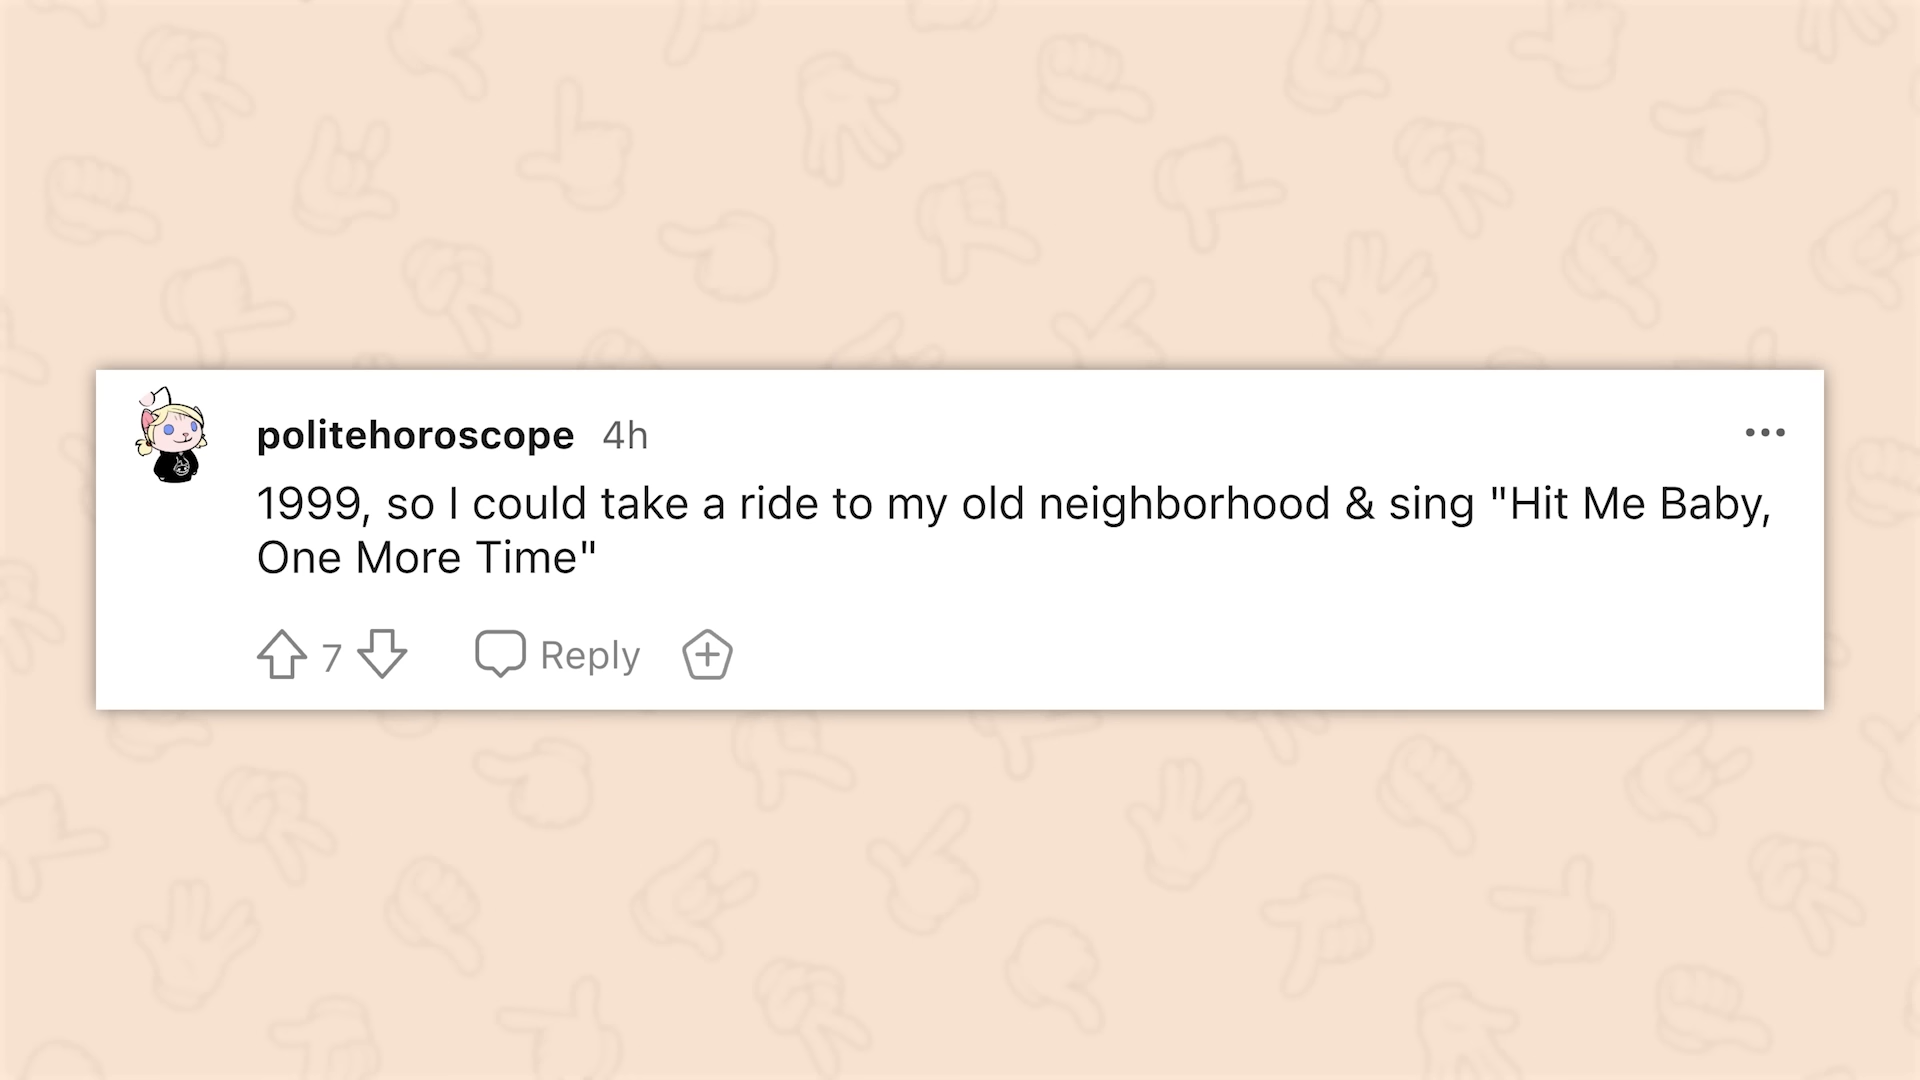 politehoroscope 4h
1999, so I could take a ride to my old neighborhood & sing "Hit Me Baby,
One More Time"
7 Reply